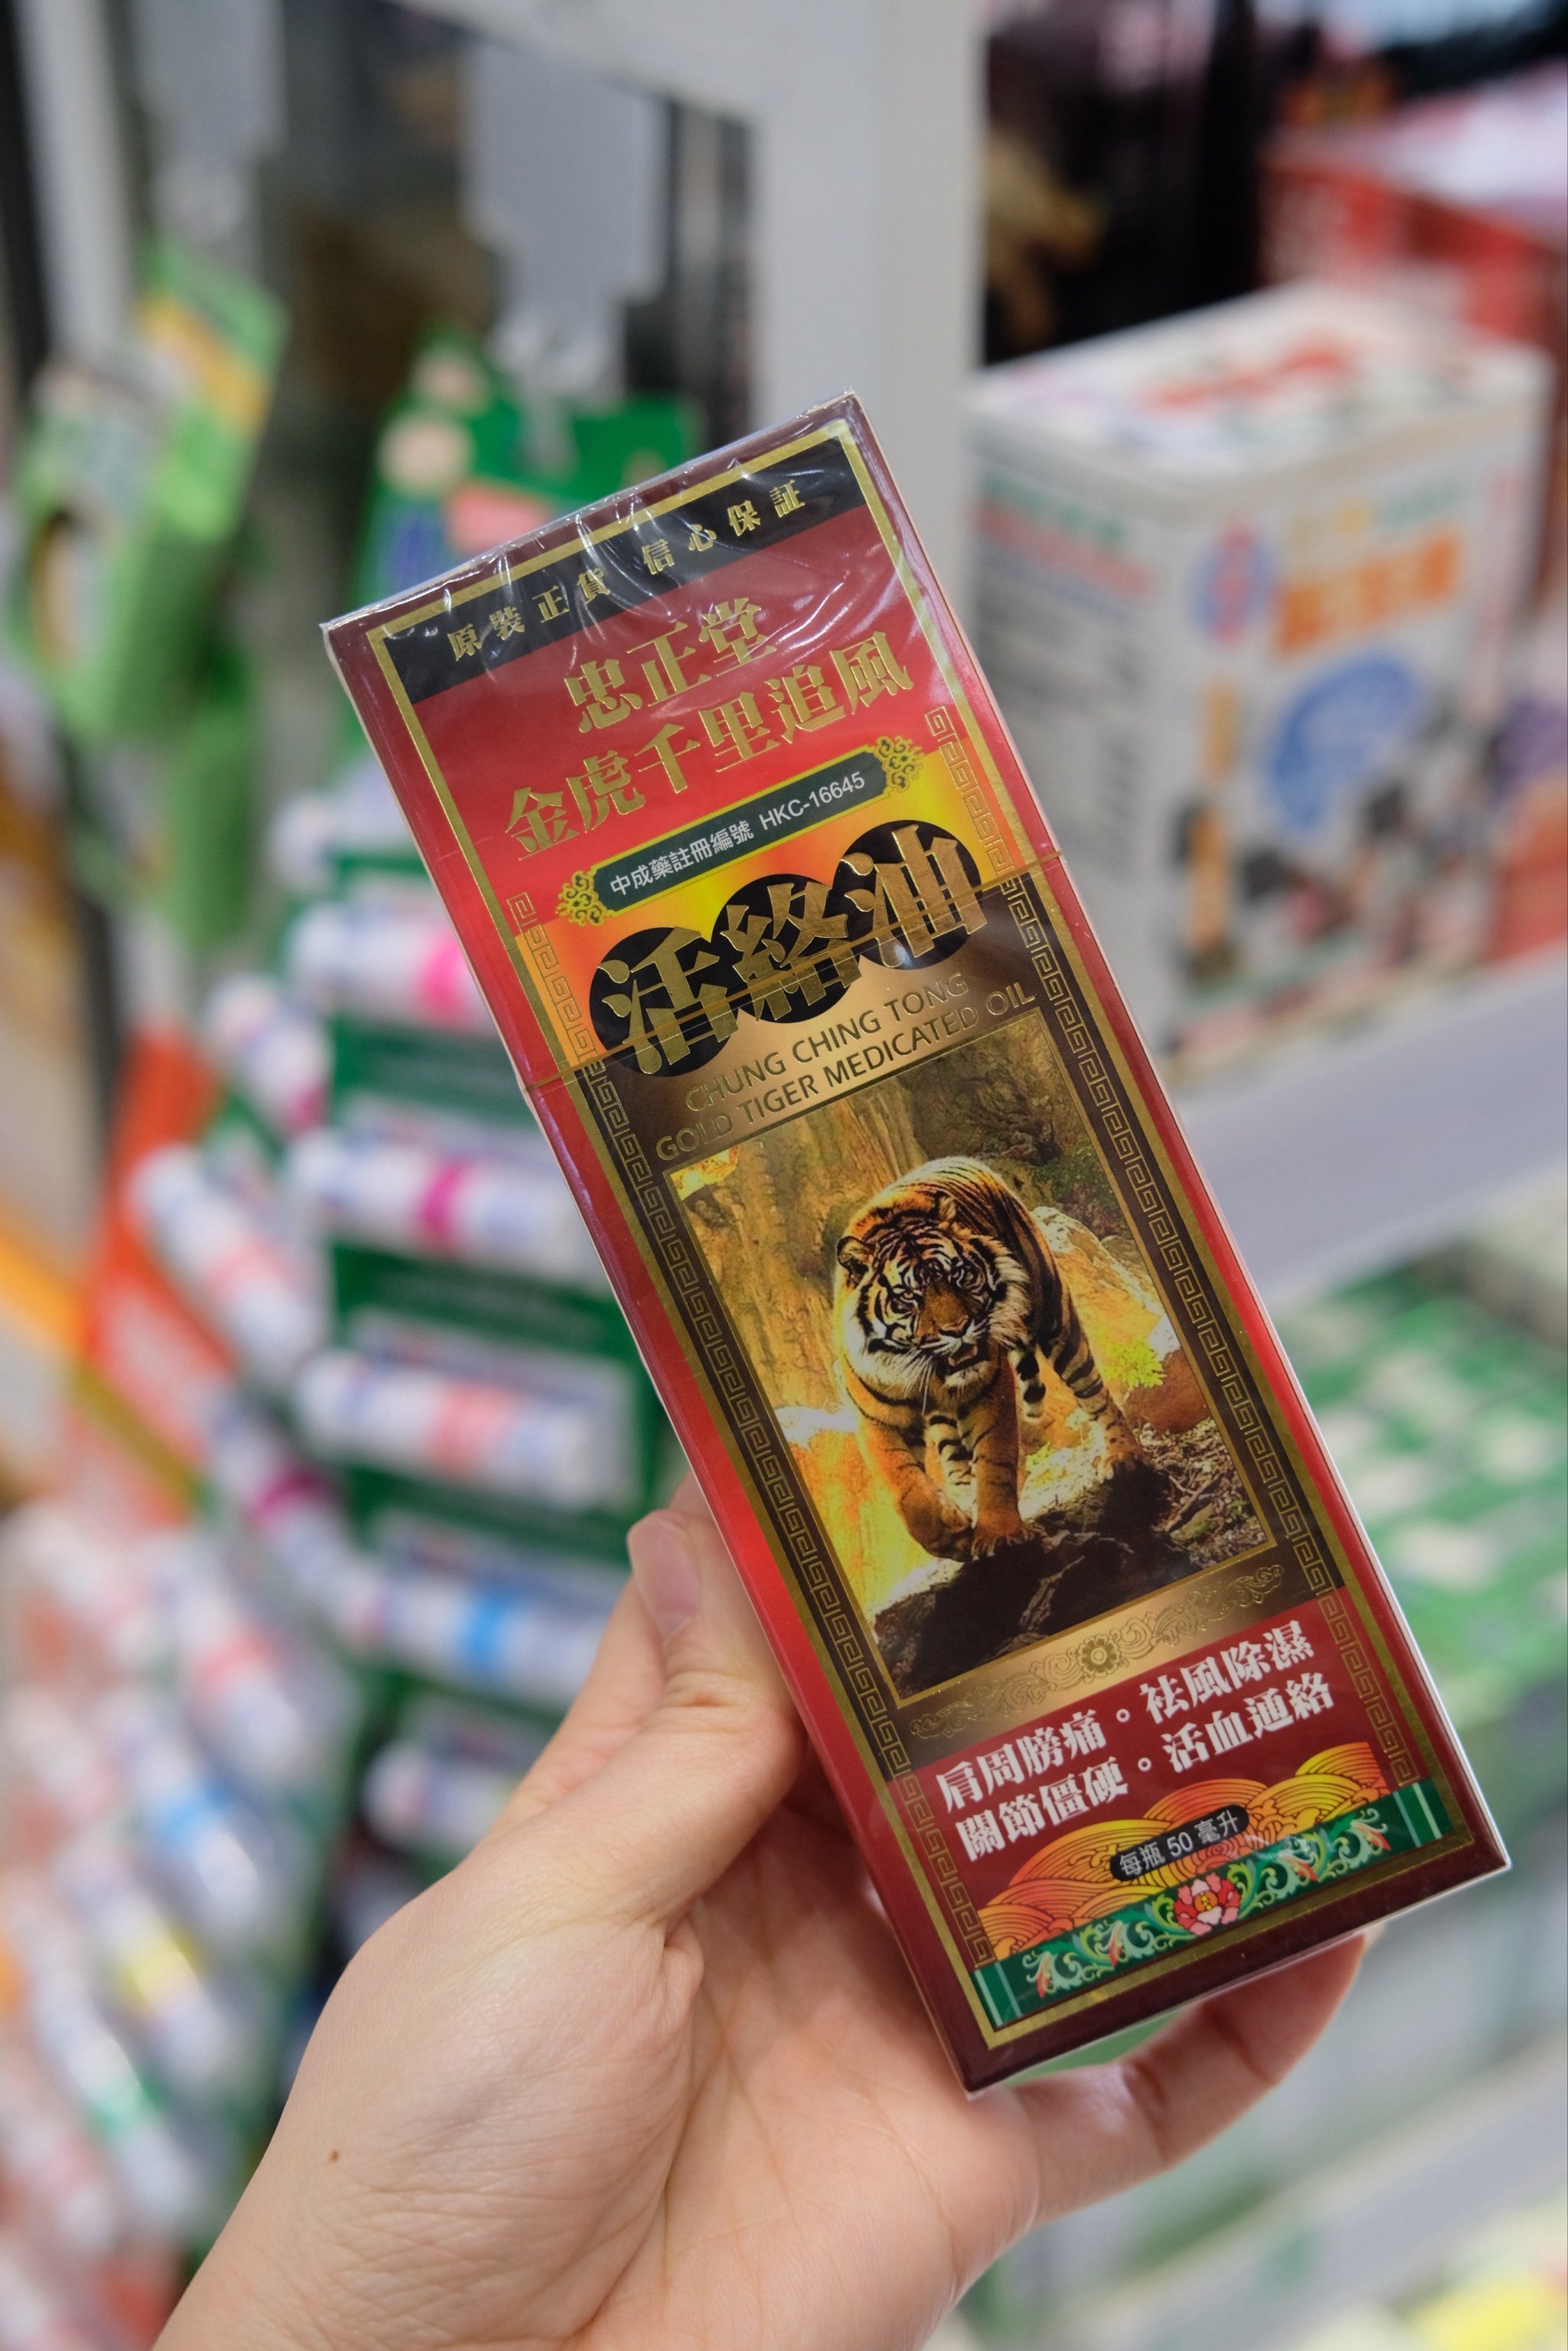 原裝正貨 信心保証
忠正堂
金虎千里追風
中成藥註冊編號 HKC-16645
活絡油
CHUNG CHING TONG
GOLD TIGER MEDICATED OIL
肩周膀痛。祛風除濕
關節僵硬。活血通絡
每瓶 50 毫升